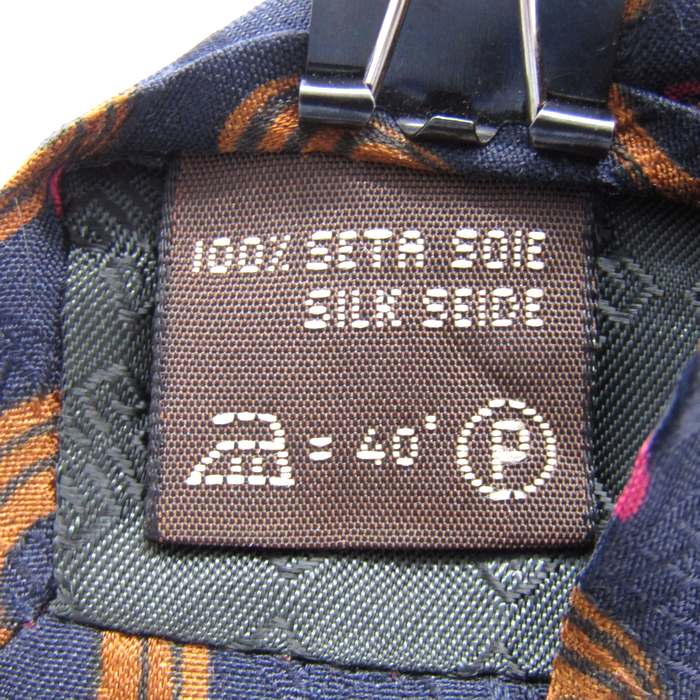 100% SETA SOIE
SILK SEIDE
= 40°
P